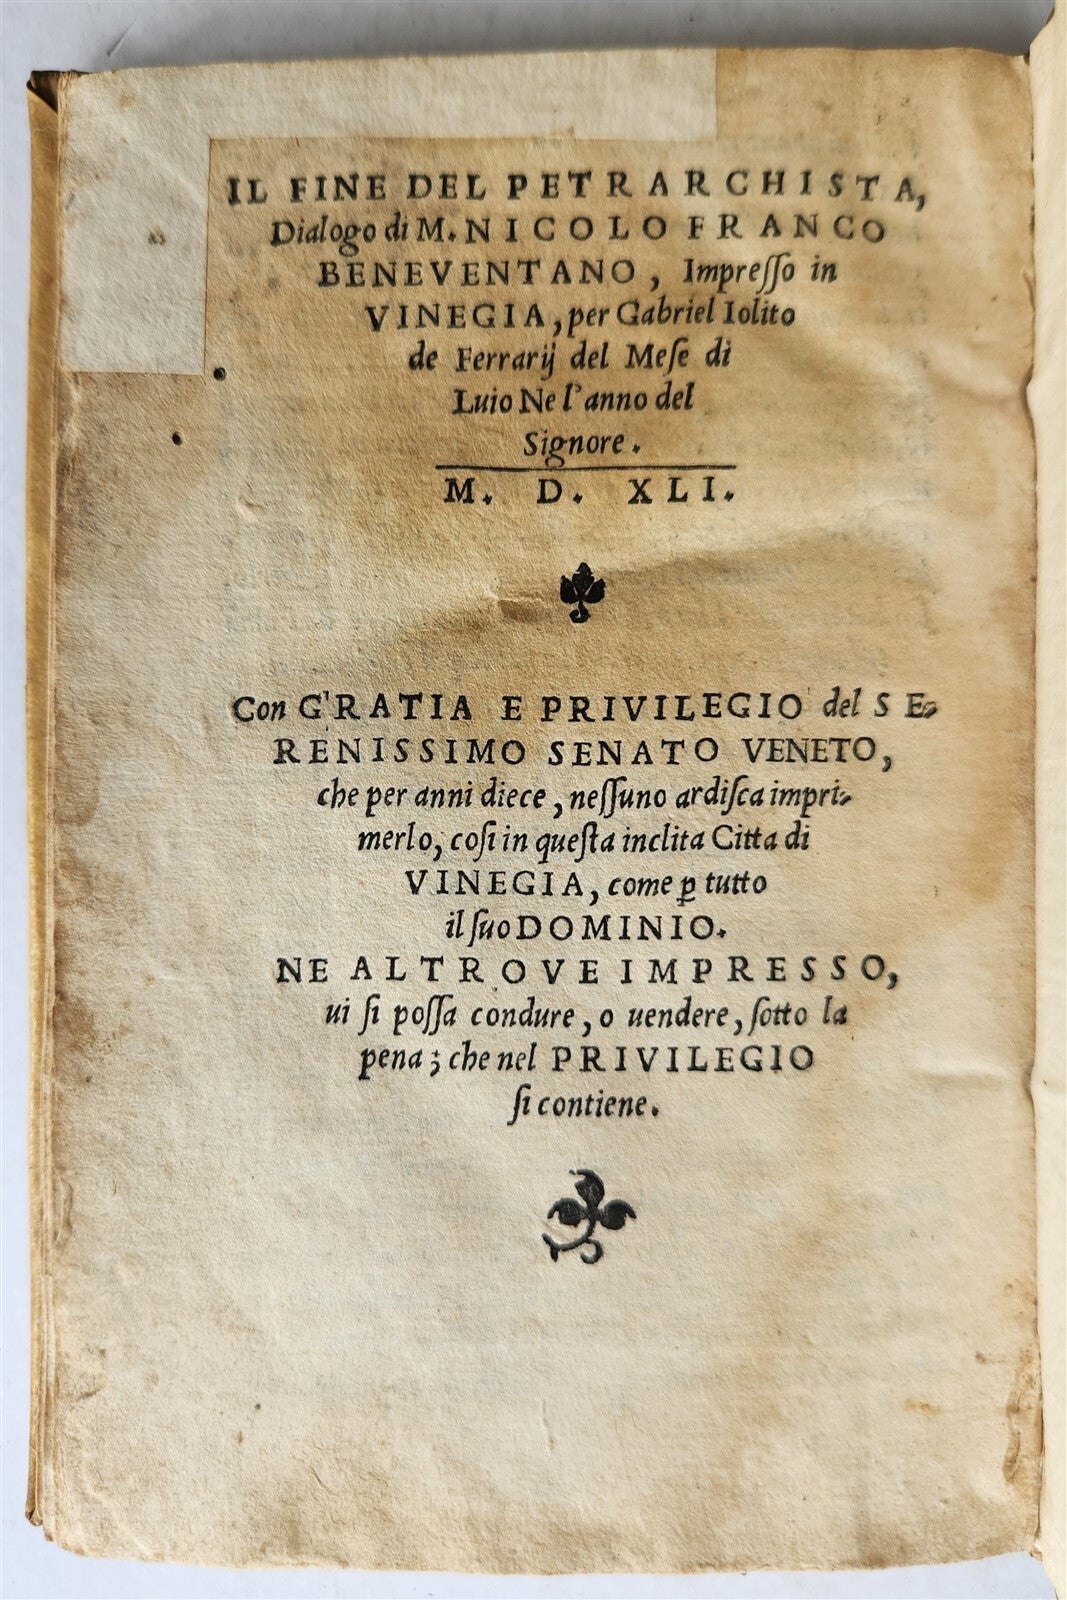 IL FINE DEL PETRARCHISTA,
Dialogo di M. NICOLO FRANCO
BENEVENTANO, Impreſſo in
VINEGIA, per Gabriel Iolito
de Ferrarij del Meſe di
Luio Ne l'anno del
Signore.
M. D. XLI.
Con GRATIA E PRIVILEGIO del SE-
RENISSIMO SENATO VENETO,
che per anni diece, neſſuno ardiſca impri-
merlo, coſi in queſta inclita Citta di
VINEGIA, come ꝑ tutto
il ſuo DOMINIO.
NE ALTROVE IMPRESSO,
ui ſi poſſa condure, o uendere, ſotto la
pena; che nel PRIVILEGIO
ſi contiene.